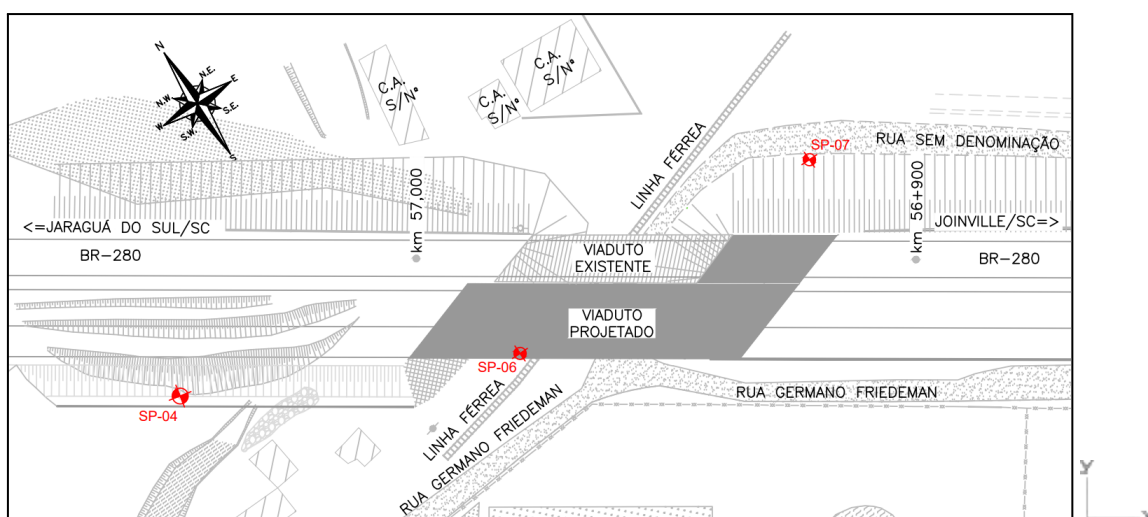 N
N.E.
E
S.E.
S
S.W.
W
N.W.
C.A.
S/Nº
C.A.
S/Nº
C.A.
S/Nº
LINHA FÉRREA
SP-07
RUA SEM DENOMINAÇÃO
<=JARAGUÁ DO SUL/SC
km 57,000
JOINVILLE/SC=>
km 56+900
BR-280
VIADUTO
EXISTENTE
BR-280
VIADUTO
PROJETADO
SP-06
SP-04
LINHA FÉRREA
RUA GERMANO FRIEDEMAN
RUA GERMANO FRIEDEMAN
Y